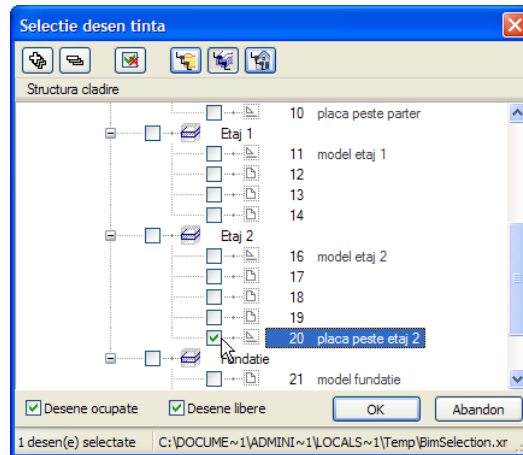 Selectie desen tinta
Structura cladire
10 placa peste parter
Etaj 1
11 model etaj 1
12
13
14
Etaj 2
16 model etaj 2
17
18
19
20 placa peste etaj 2
Fundatie
21 model fundatie
Desene ocupate Desene libere OK Abandon
1 desen(e) selectate C:\DOCUME~1\ADMINI~1\LOCALS~1\Temp\BimSelection.xr